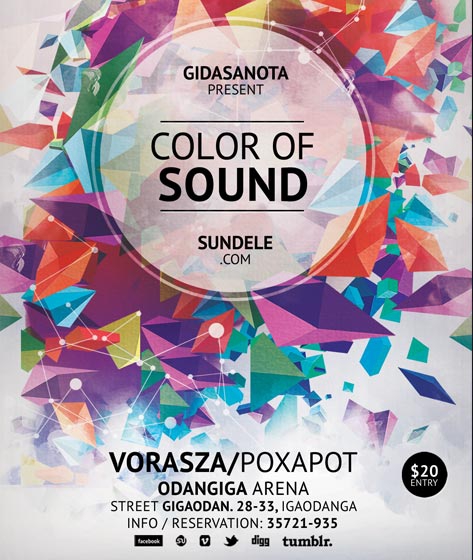 GIDASANOTA
PRESENT
COLOR OF
SOUND
SUNDELE
.COM
VORASZA/POXAPOT
ODANGIGA ARENA
STREET GIGAODAN. 28-33, IGAODANGA
INFO / RESERVATION: 35721-935
$20
ENTRY
facebook digg tumblr.